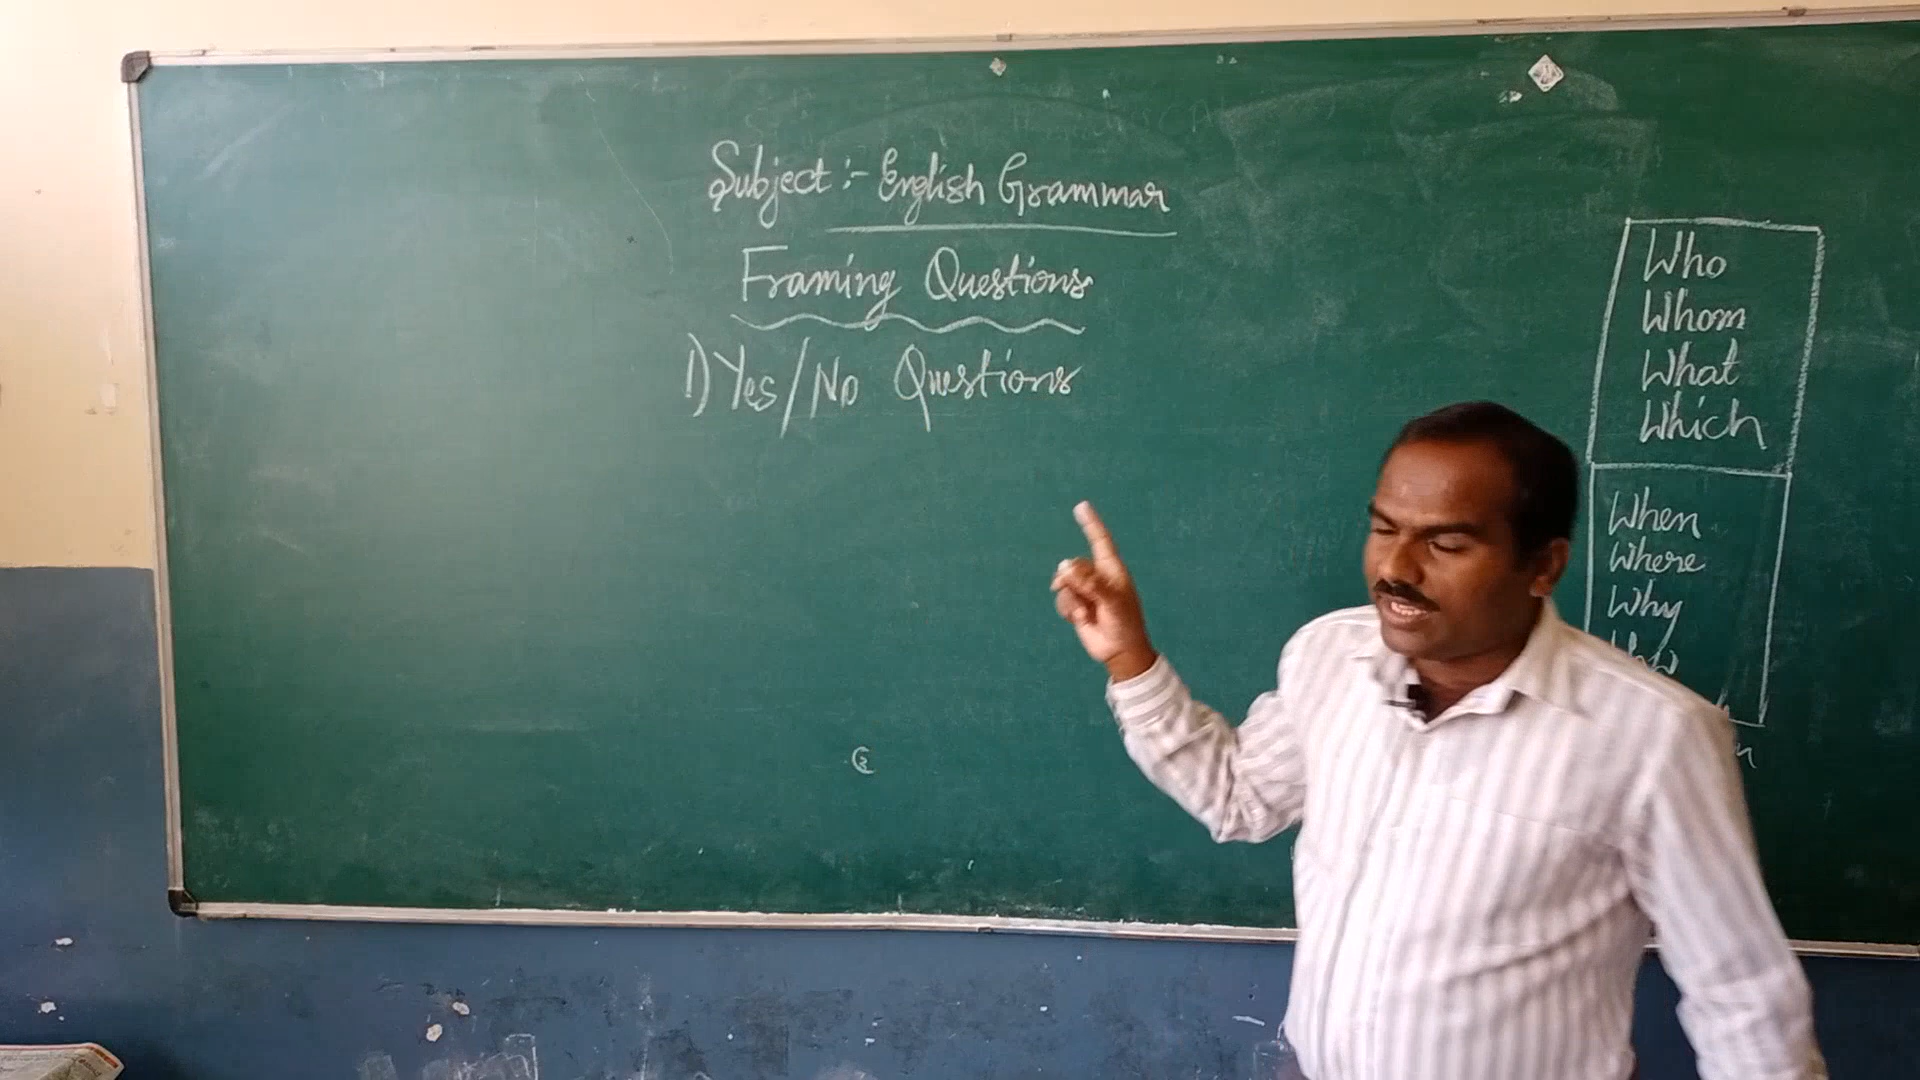 Subject :- English Grammar
Framing Questions
1) Yes/No Questions
Who
Whom
What
Which
When
Where
Why